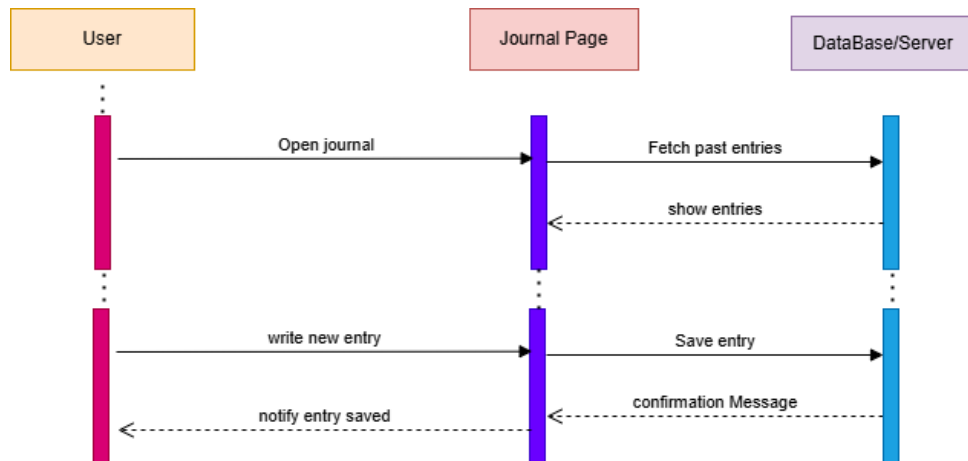 User
Journal Page
DataBase/Server
Open journal
Fetch past entries
show entries
write new entry
Save entry
confirmation Message
notify entry saved